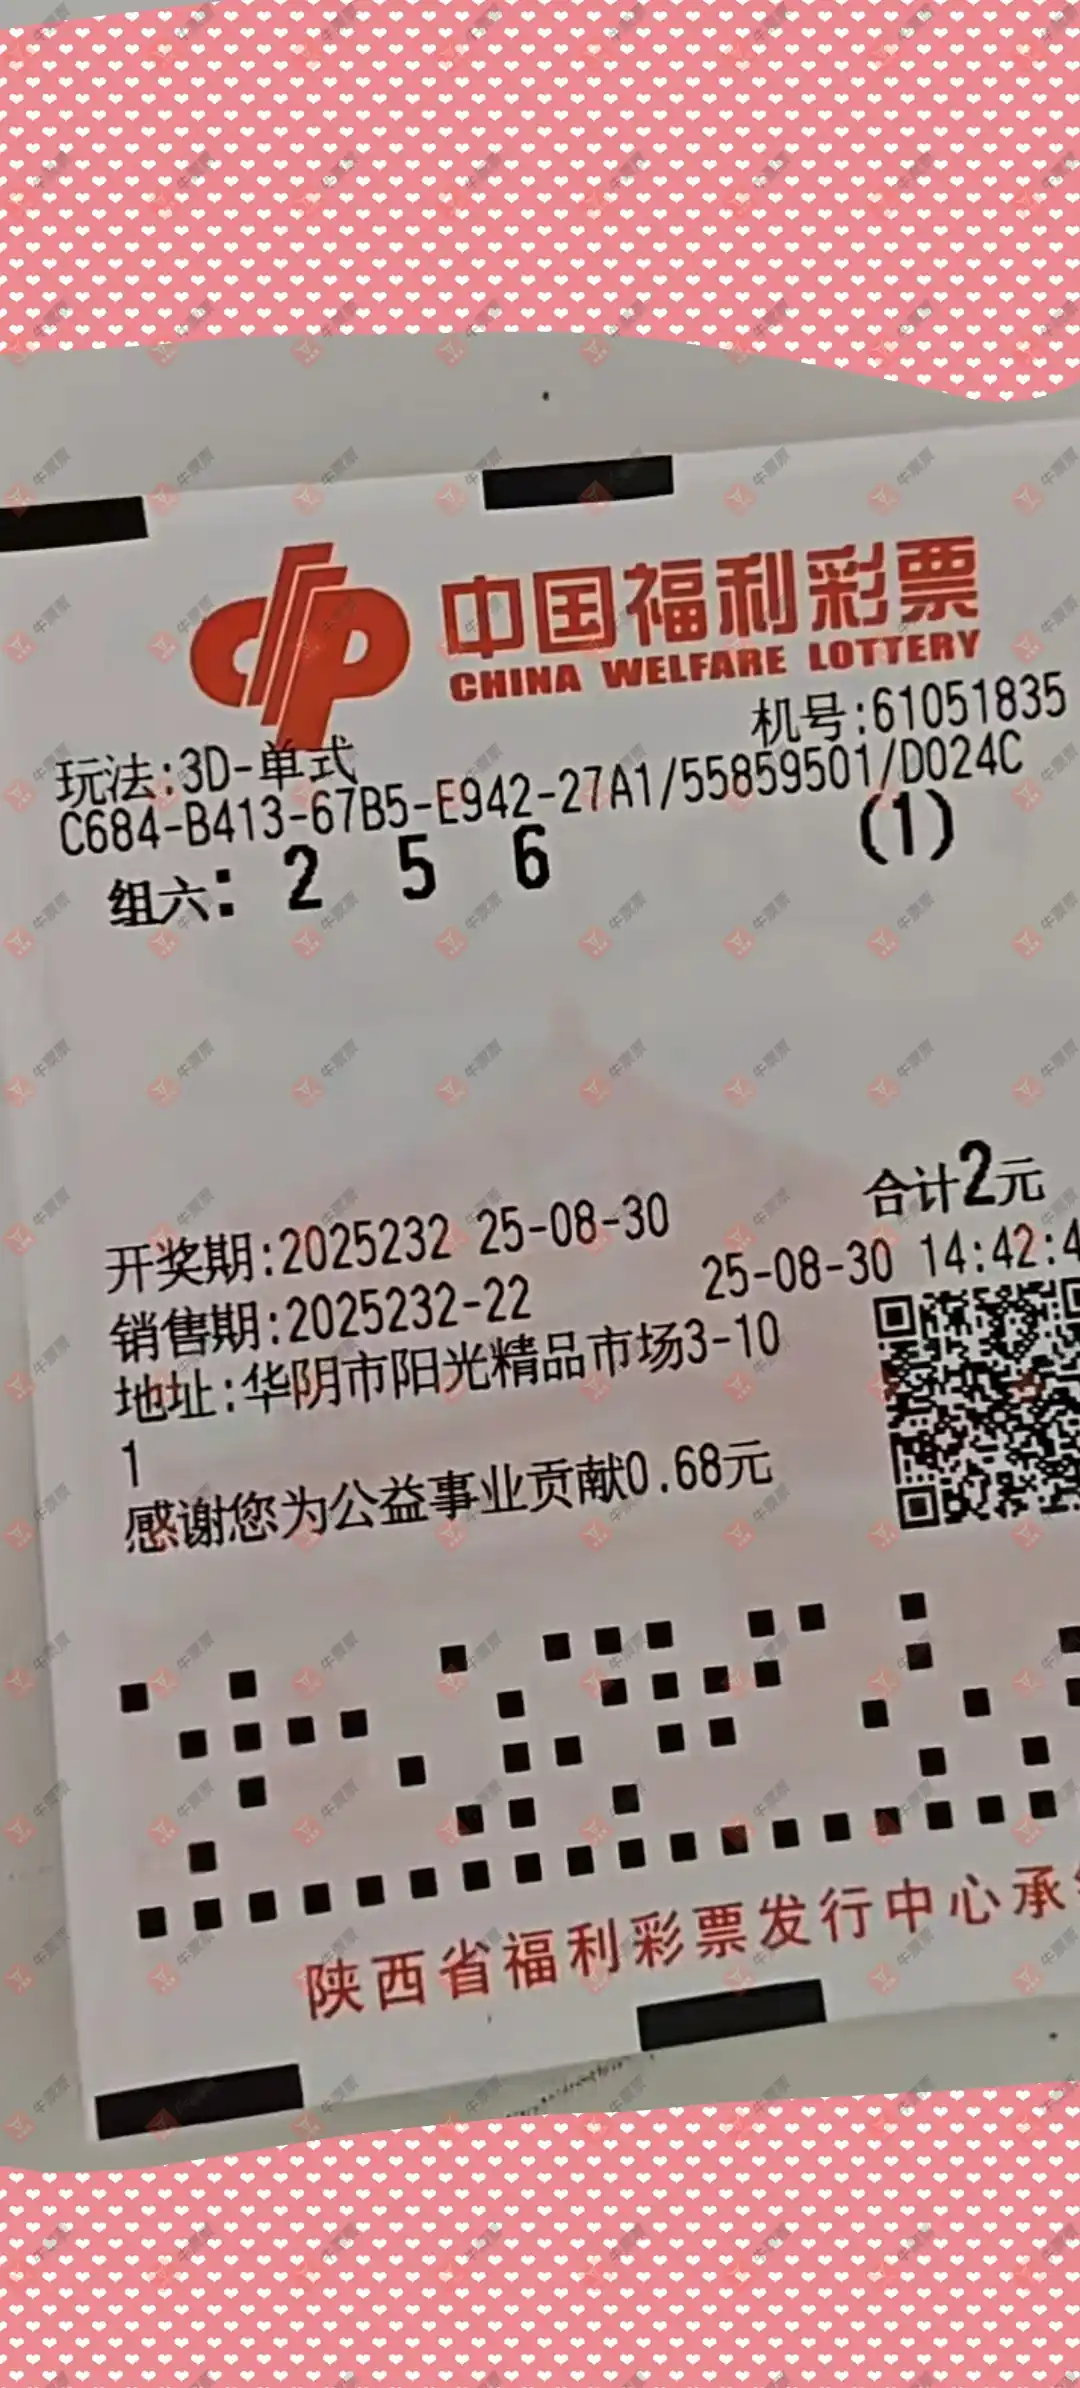 中国福利彩票
CHINA WELFARE LOTTERY
机号:61051835
玩法:3D-单式
C684-B413-67B5-E942-27A1/55859501/D024C
组六: 2 5 6 (1)
合计2元
开奖期:2025232 25-08-30
销售期:2025232-22 25-08-30 14:42:4
地址:华阴市阳光精品市场3-10
1
感谢您为公益事业贡献0.68元
陕西省福利彩票发行中心承
牛票票